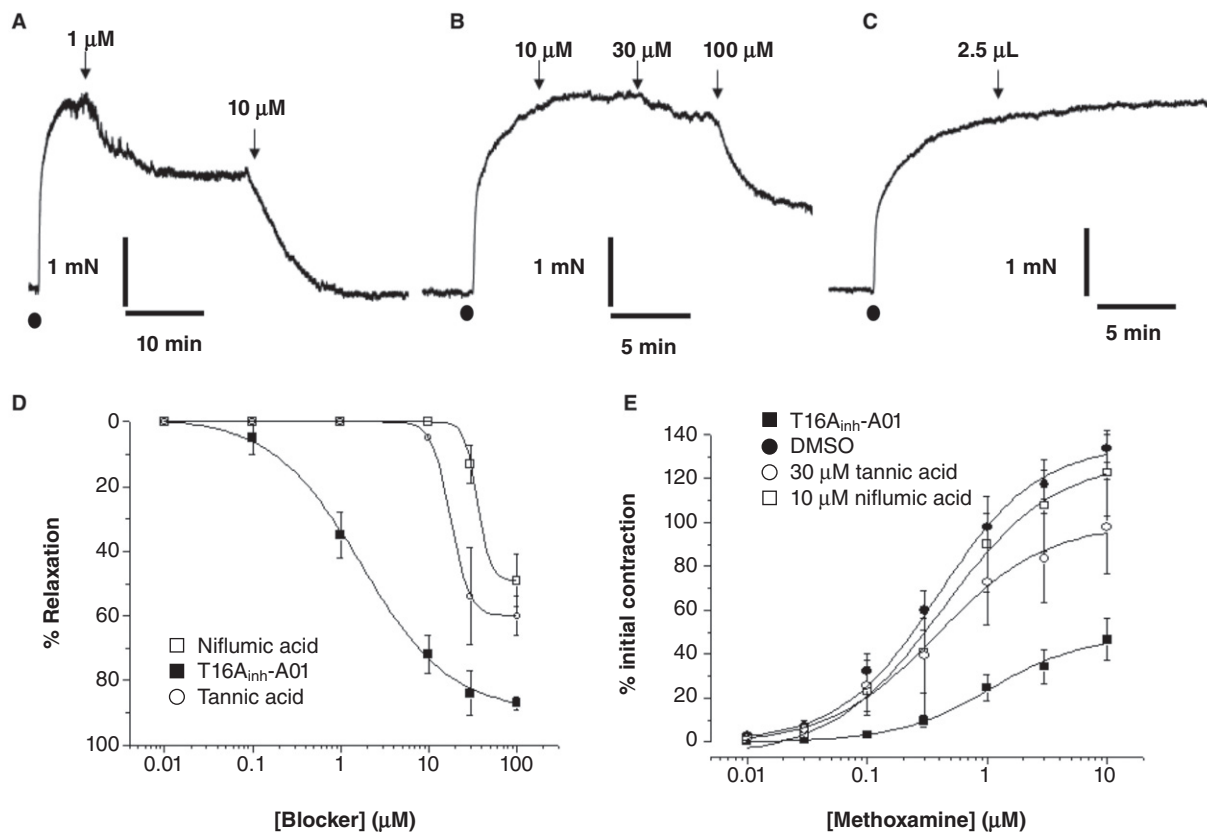 A
1 μM
10 μM
1 mN
10 min
B
10 μM
30 μM
100 μM
1 mN
5 min
C
2.5 μL
1 mN
5 min
D
0
20
40
60
80
100
% Relaxation
Niflumic acid
T16Ainh-A01
Tannic acid
0.01
0.1
1
10
100
[Blocker] (μM)
E
T16Ainh-A01
DMSO
30 μM tannic acid
10 μM niflumic acid
140
120
100
80
60
40
20
0
% initial contraction
0.01
0.1
1
10
[Methoxamine] (μM)